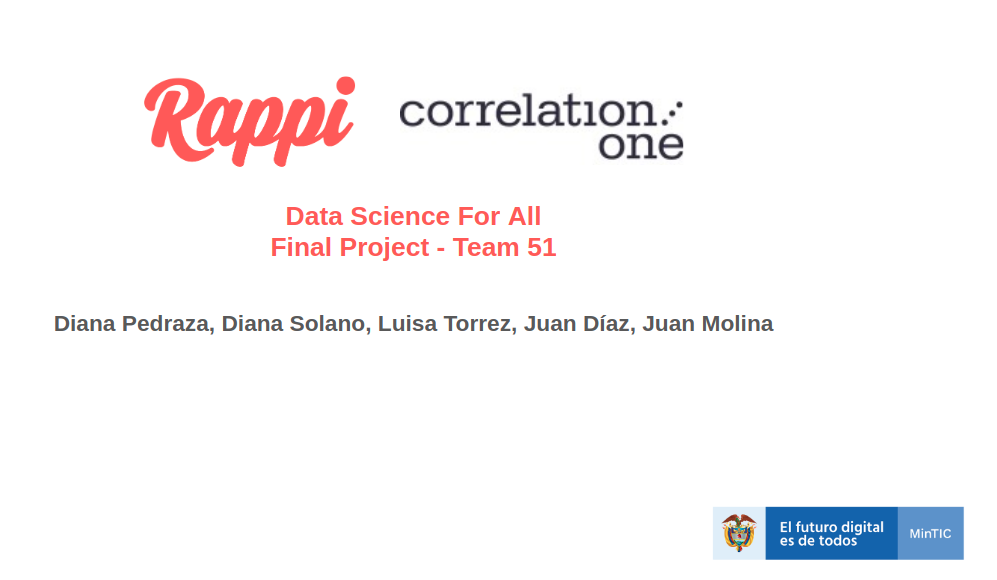 Rappi
correlation
one
Data Science For All
Final Project - Team 51
Diana Pedraza, Diana Solano, Luisa Torrez, Juan Díaz, Juan Molina
El futuro digital
es de todos
MinTIC